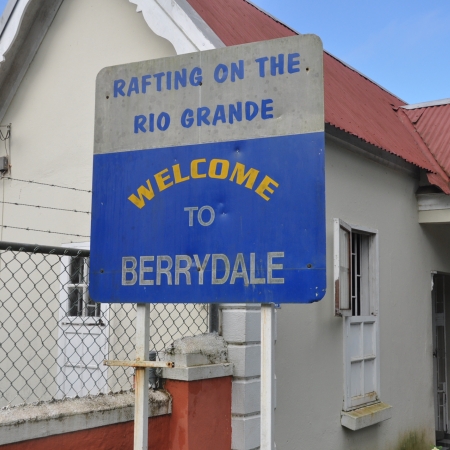 RAFTING ON THE
RIO GRANDE
WELCOME
TO
BERRYDALE